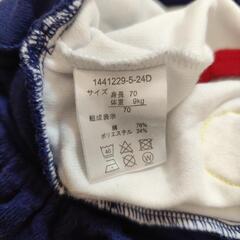 1441229-5-24D
サイズ 身長 70
体重 9kg
70
組成表示
綿 76%
ポリエステル 24%